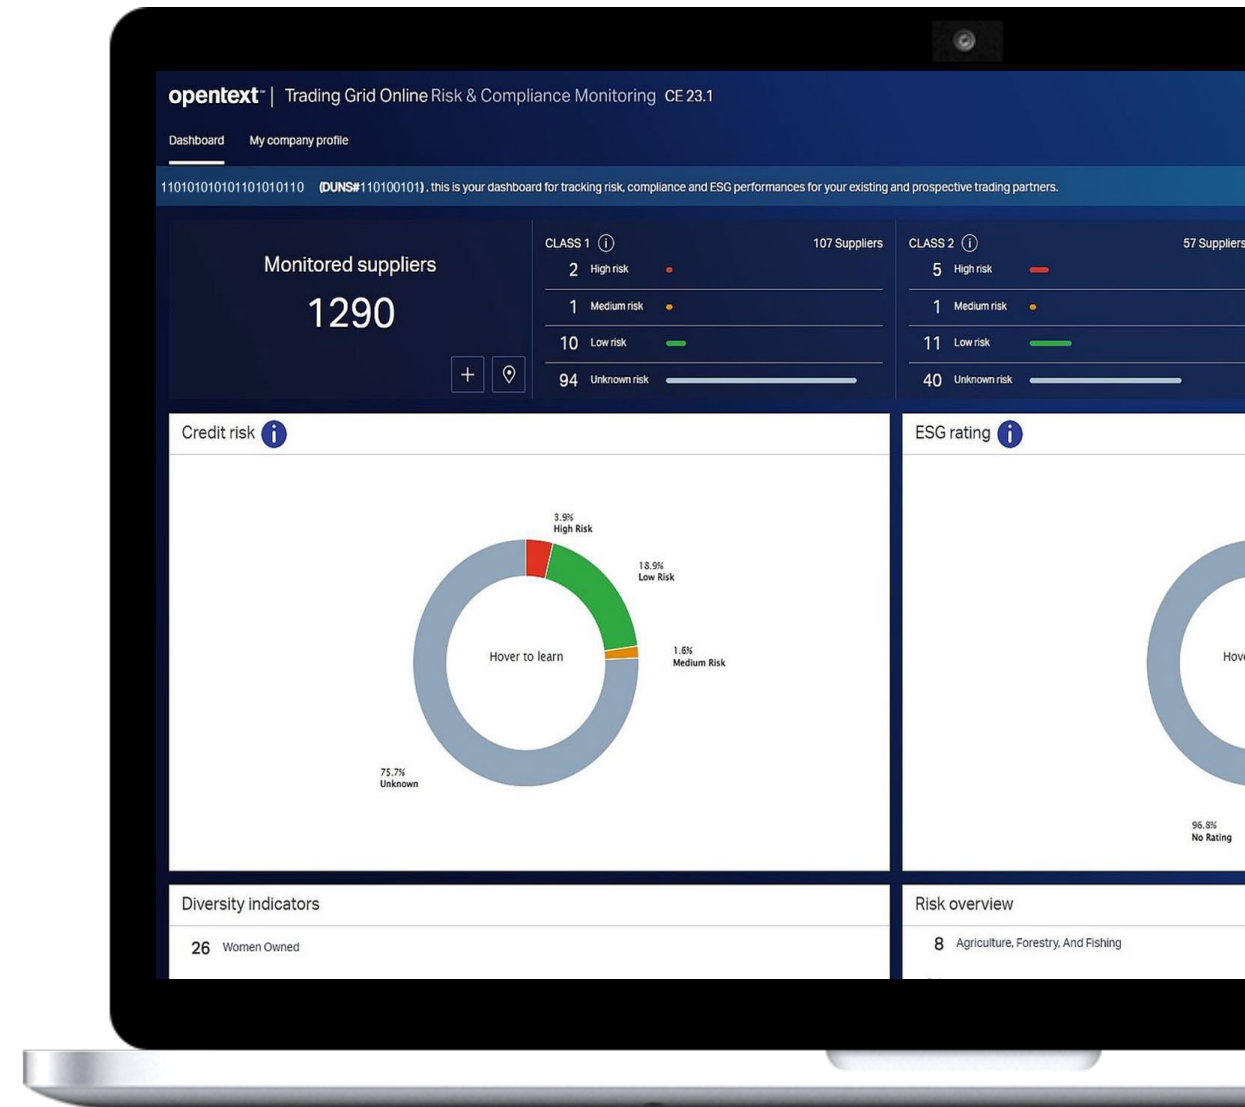 opentext™ | Trading Grid Online Risk & Compliance Monitoring CE 23.1
Dashboard My company profile
110101010101101010110 (DUNS#110100101), this is your dashboard for tracking risk, compliance and ESG performances for your existing and prospective trading partners.
Monitored suppliers
1290
CLASS 1 107 Suppliers
2 High risk
1 Medium risk
10 Low risk
94 Unknown risk
CLASS 2 57 Suppliers
5 High risk
1 Medium risk
11 Low risk
40 Unknown risk
Credit risk
3.9%
High Risk
18.9%
Low Risk
Hover to learn
1.6%
Medium Risk
75.7%
Unknown
ESG rating
Hove
96.8%
No Rating
Diversity indicators
26 Women Owned
Risk overview
8 Agriculture, Forestry, And Fishing